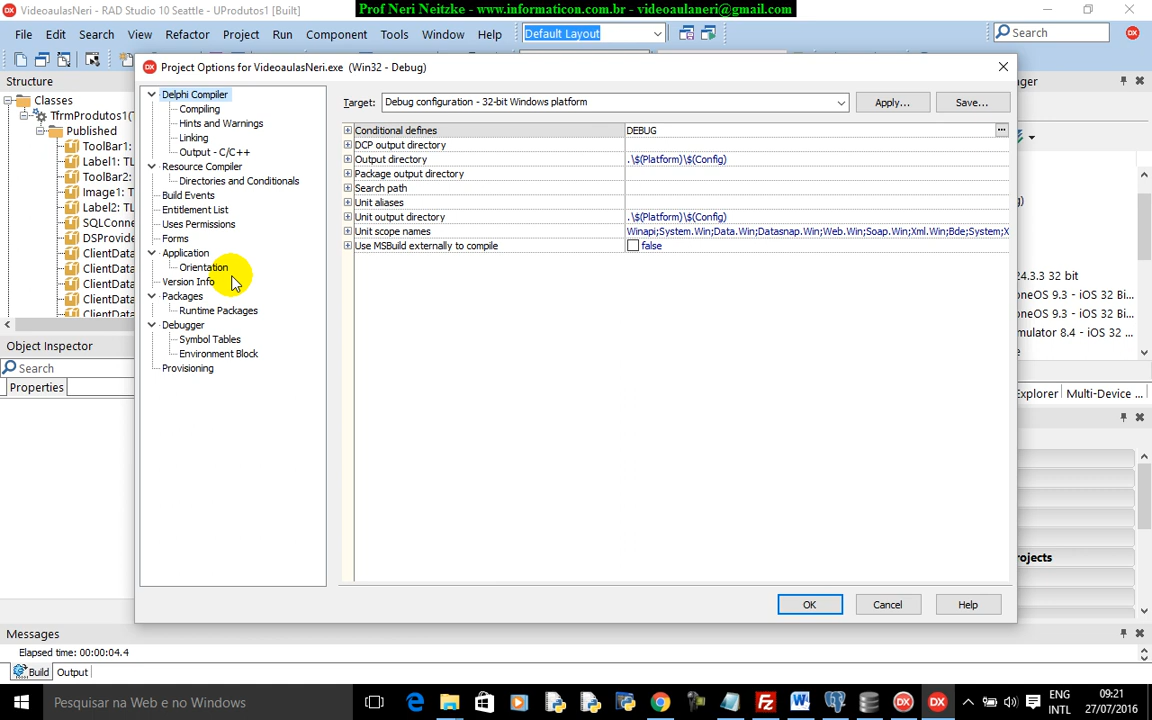 VideoaulasNeri - RAD Studio 10 Seattle - UProdutos1 [Built]
Prof Neri Neitzke - www.informaticon.com.br - videoaulaneri@gmail.com
File Edit Search View Refactor Project Run Component Tools Window Help
Default Layout
Search
Structure
Classes
TfrmProdutos1(T
Published
ToolBar1:
Label1: TL
ToolBar2:
Image1: T
Label2: TL
SQLConne
DSProvide
ClientData
ClientData
ClientData
ClientData
ClientData
Object Inspector
Search
Properties
Project Options for VideoaulasNeri.exe (Win32 - Debug)
Delphi Compiler
Compiling
Hints and Warnings
Linking
Output - C/C++
Resource Compiler
Directories and Conditionals
Build Events
Entitlement List
Uses Permissions
Forms
Application
Orientation
Version Info
Packages
Runtime Packages
Debugger
Symbol Tables
Environment Block
Provisioning
Target: Debug configuration - 32-bit Windows platform Apply... Save...
Conditional defines DEBUG
DCP output directory
Output directory .\$(Platform)\$(Config)
Package output directory
Search path
Unit aliases
Unit output directory .\$(Platform)\$(Config)
Unit scope names Winapi;System.Win;Data.Win;Datasnap.Win;Web.Win;Soap.Win;Xml.Win;Bde;System;X
Use MSBuild externally to compile false
OK Cancel Help
ager
g)
24.3.3 32 bit
oneOS 9.3 - iOS 32 Bi...
oneOS 9.3 - iOS 32 Bi...
mulator 8.4 - iOS 32 ...
e
Explorer Multi-Device ...
rojects
Messages
Elapsed time: 00:00:04.4
Build Output
Pesquisar na Web e no Windows
ENG
INTL
09:21
27/07/2016